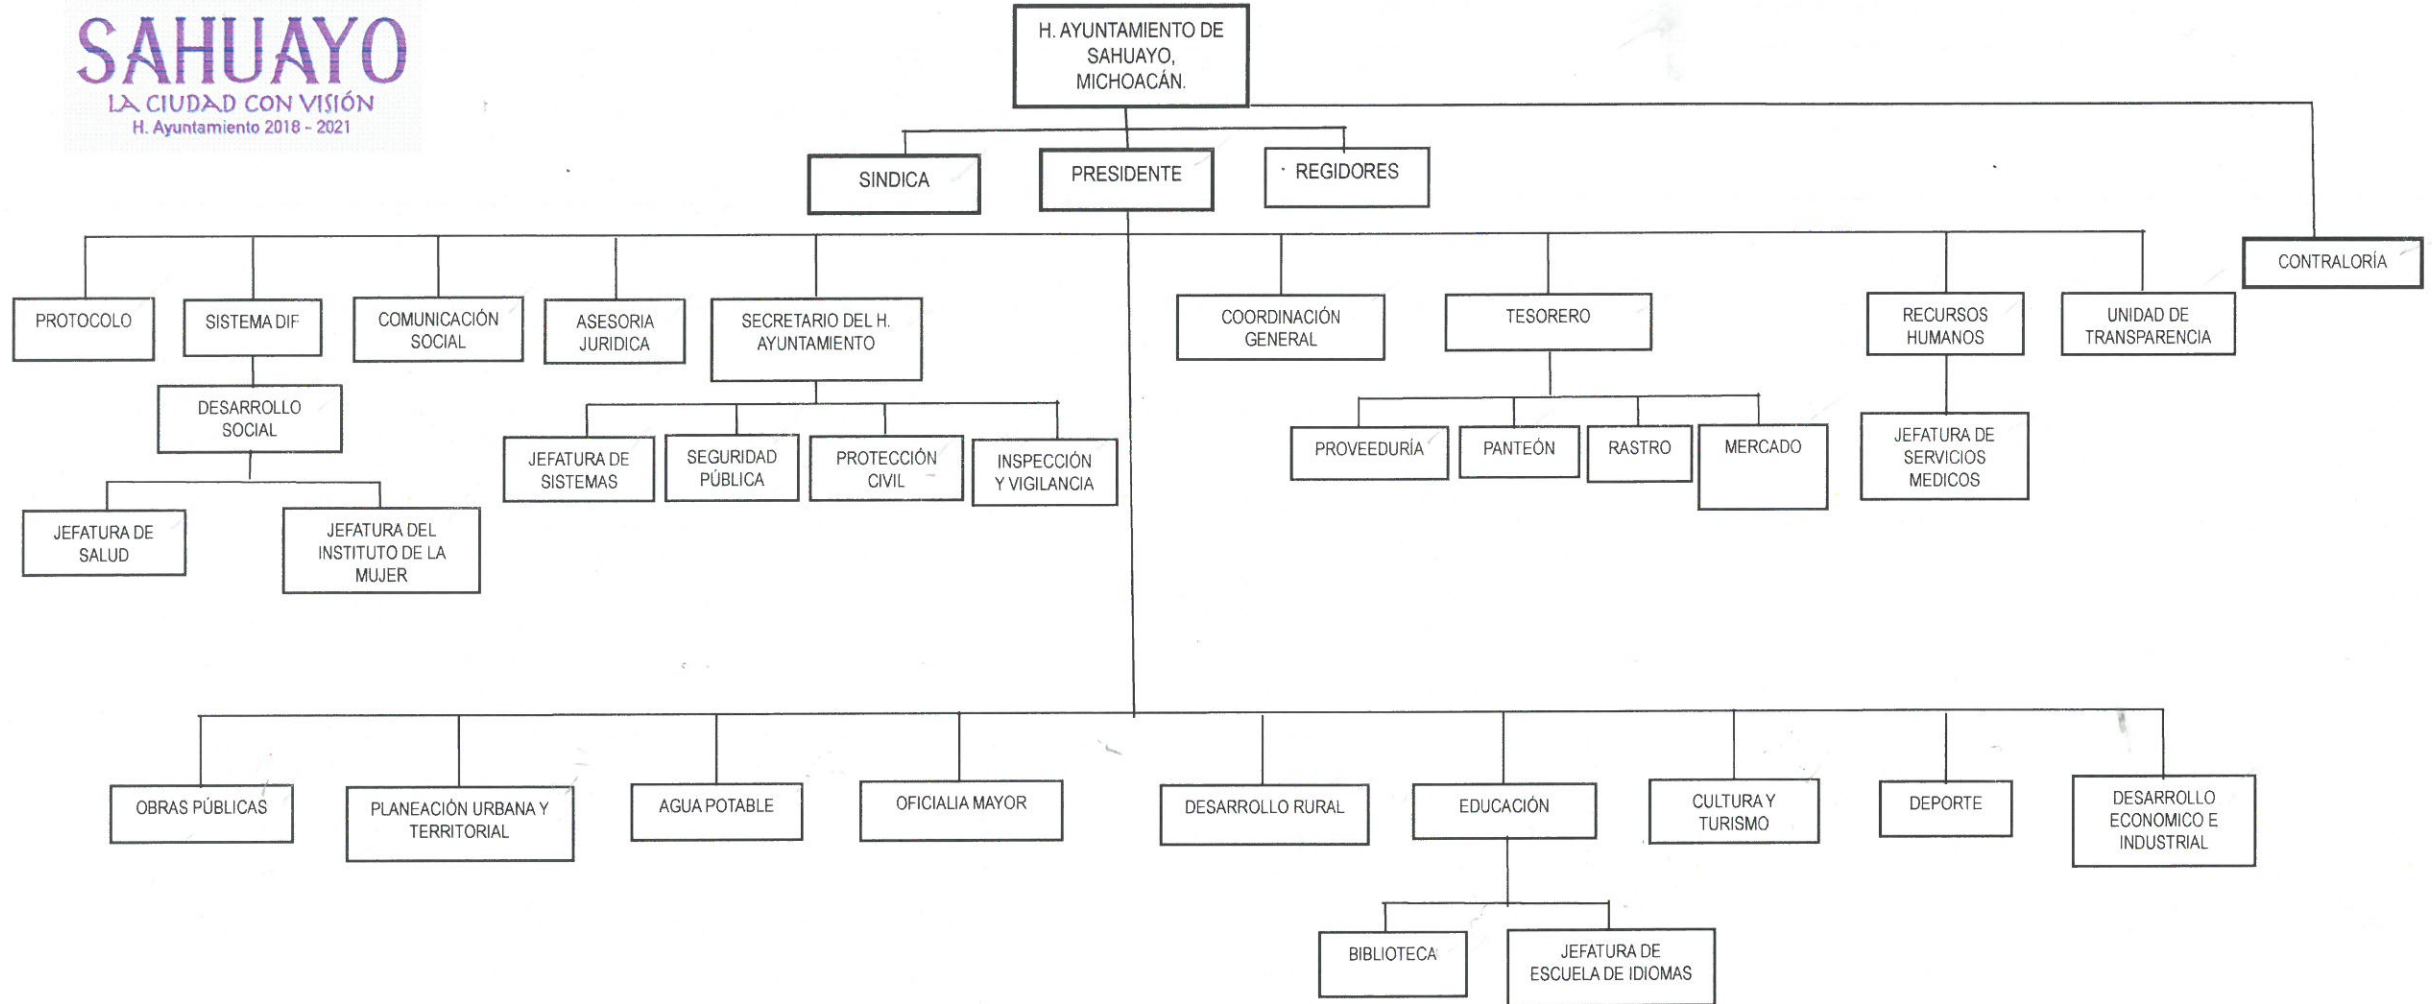 SAHUAYO
LA CIUDAD CON VISIÓN
H. Ayuntamiento 2018 - 2021
H. AYUNTAMIENTO DE
SAHUAYO,
MICHOACÁN.
SINDICA
PRESIDENTE
REGIDORES
CONTRALORÍA
PROTOCOLO
SISTEMA DIF
COMUNICACIÓN
SOCIAL
ASESORIA
JURIDICA
SECRETARIO DEL H.
AYUNTAMIENTO
COORDINACIÓN
GENERAL
TESORERO
RECURSOS
HUMANOS
UNIDAD DE
TRANSPARENCIA
DESARROLLO
SOCIAL
JEFATURA DE
SISTEMAS
SEGURIDAD
PÚBLICA
PROTECCIÓN
CIVIL
INSPECCIÓN
Y VIGILANCIA
PROVEEDURÍA
PANTEÓN
RASTRO
MERCADO
JEFATURA DE
SERVICIOS
MEDICOS
JEFATURA DE
SALUD
JEFATURA DEL
INSTITUTO DE LA
MUJER
OBRAS PÚBLICAS
PLANEACIÓN URBANA Y
TERRITORIAL
AGUA POTABLE
OFICIALIA MAYOR
DESARROLLO RURAL
EDUCACIÓN
CULTURA Y
TURISMO
DEPORTE
DESARROLLO
ECONOMICO E
INDUSTRIAL
BIBLIOTECA
JEFATURA DE
ESCUELA DE IDIOMAS